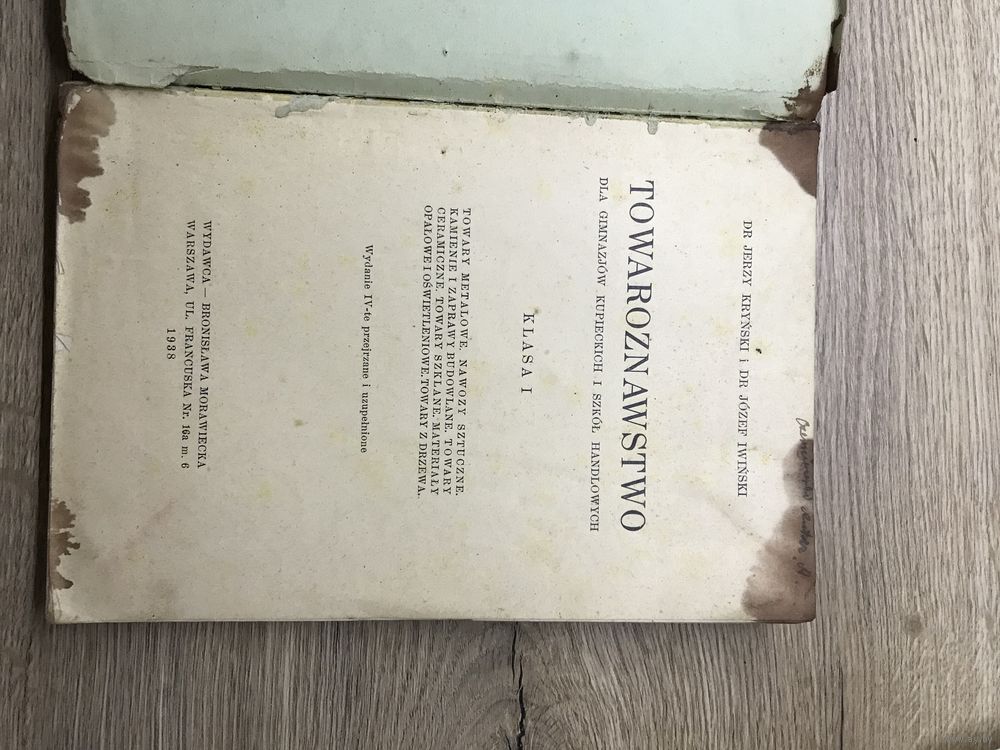 DR JERZY KRYŃSKI i DR JÓZEF IWIŃSKI
TOWAROZNAWSTWO
DLA GIMNAZJÓW KUPIECKICH I SZKÓŁ HANDLOWYCH
KLASA I
TOWARY METALOWE, NAWOZY SZTUCZNE,
KAMIENIE I ZAPRAWY BUDOWLANE, TOWARY
CERAMICZNE, TOWARY SZKLANE, MATERIAŁY
OPAŁOWE I OŚWIETLENIOWE, TOWARY Z DRZEWA.
Wydanie IV-te przejrzane i uzupełnione
WYDAWCA — BRONISŁAWA MORAWIECKA
WARSZAWA, UL. FRANCUSKA Nr. 16a m. 6
1938